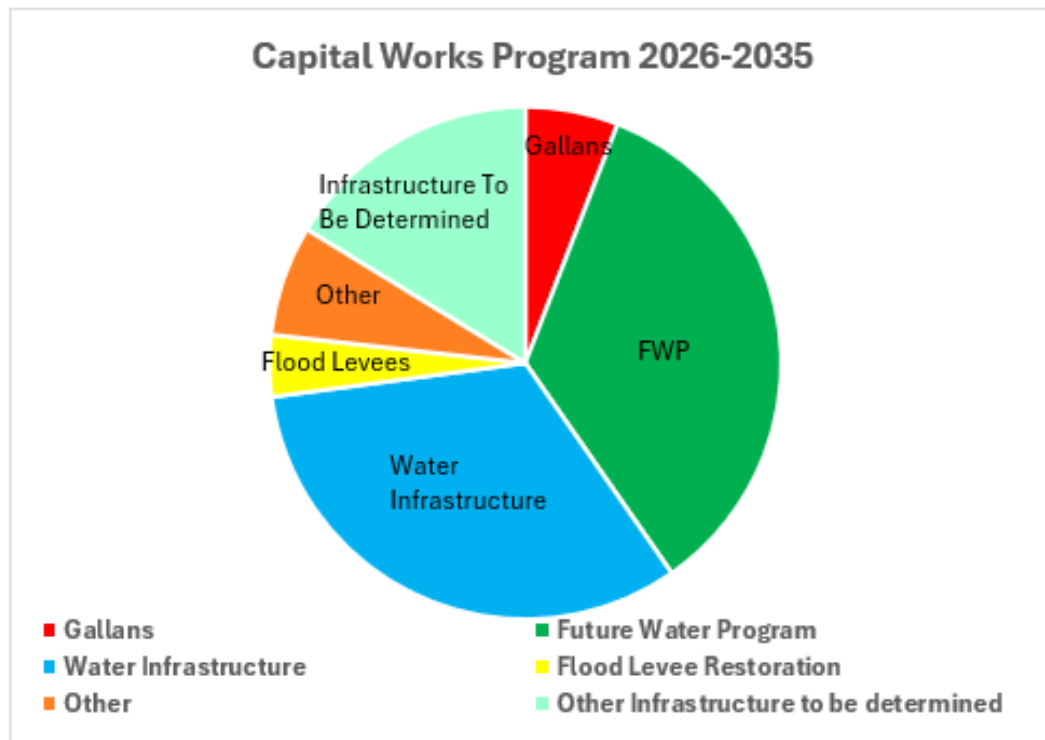 Capital Works Program 2026-2035
Gallans
Infrastructure To
Be Determined
Other
FWP
Flood Levees
Water
Infrastructure
Gallans
Future Water Program
Water Infrastructure
Flood Levee Restoration
Other
Other Infrastructure to be determined